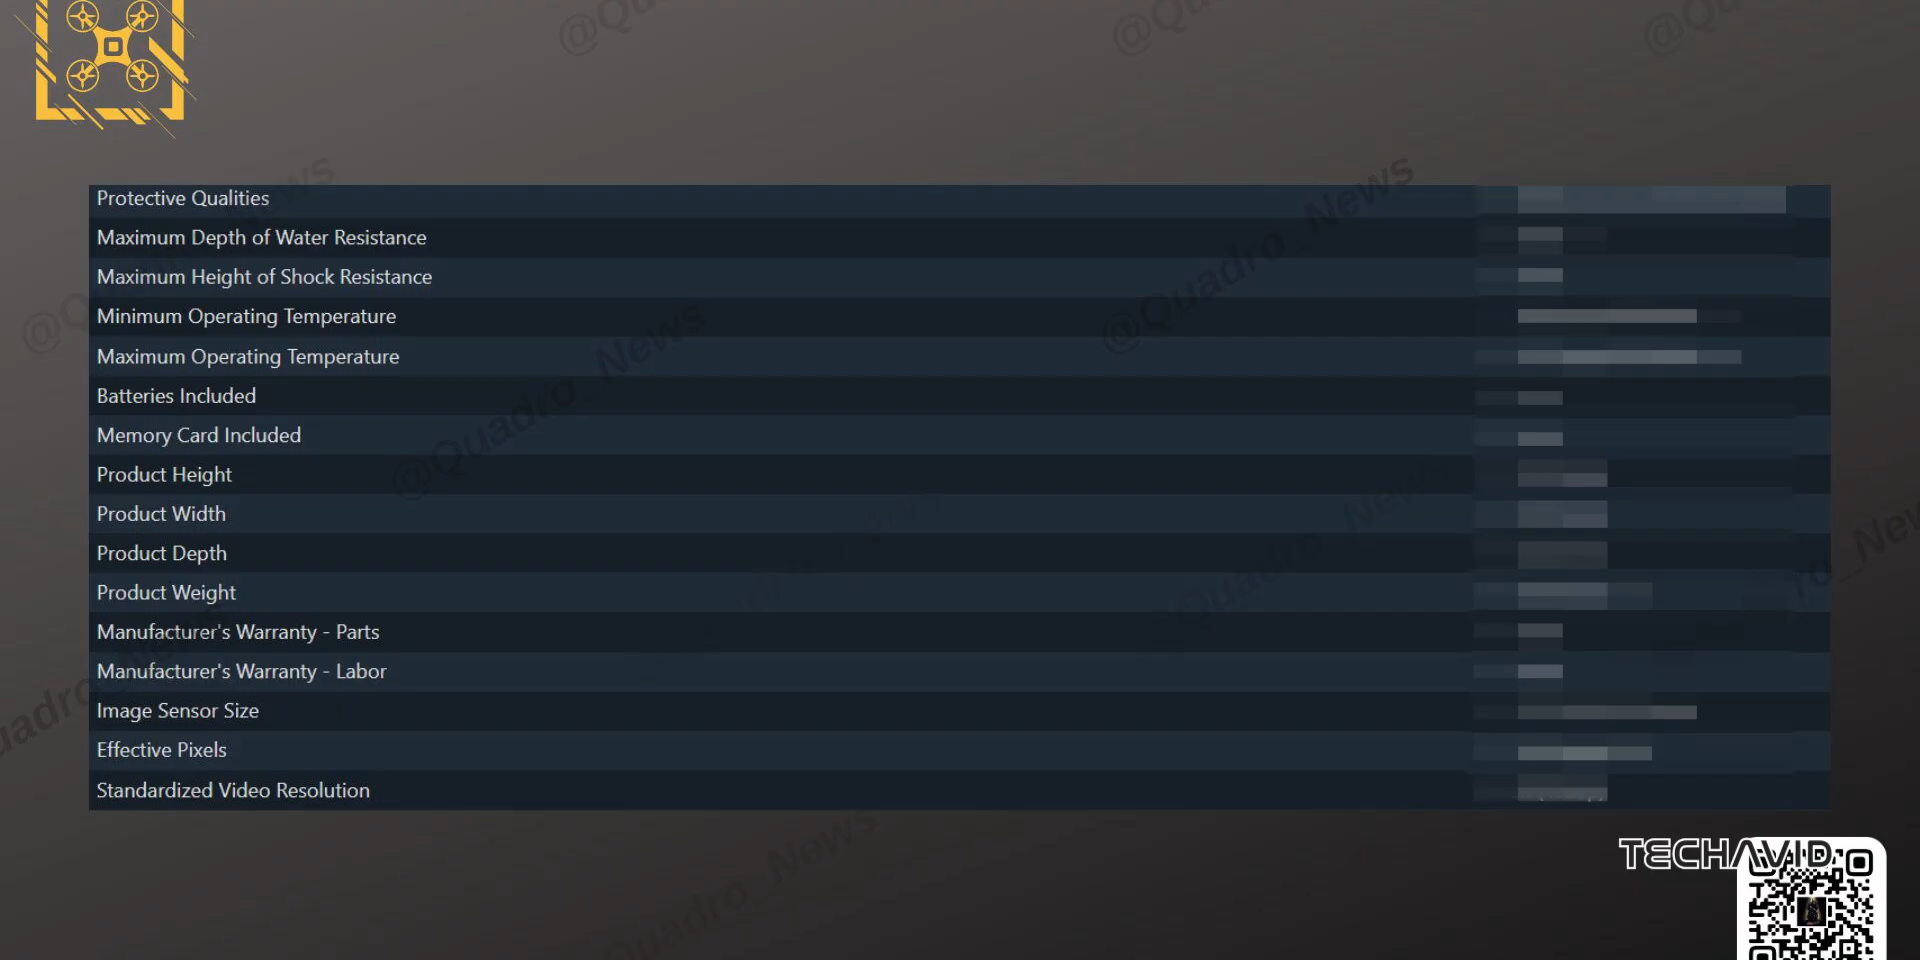 @Quadro_News
Protective Qualities
Maximum Depth of Water Resistance
Maximum Height of Shock Resistance
Minimum Operating Temperature
Maximum Operating Temperature
Batteries Included
Memory Card Included
Product Height
Product Width
Product Depth
Product Weight
Manufacturer's Warranty - Parts
Manufacturer's Warranty - Labor
Image Sensor Size
Effective Pixels
Standardized Video Resolution
TECHAVID